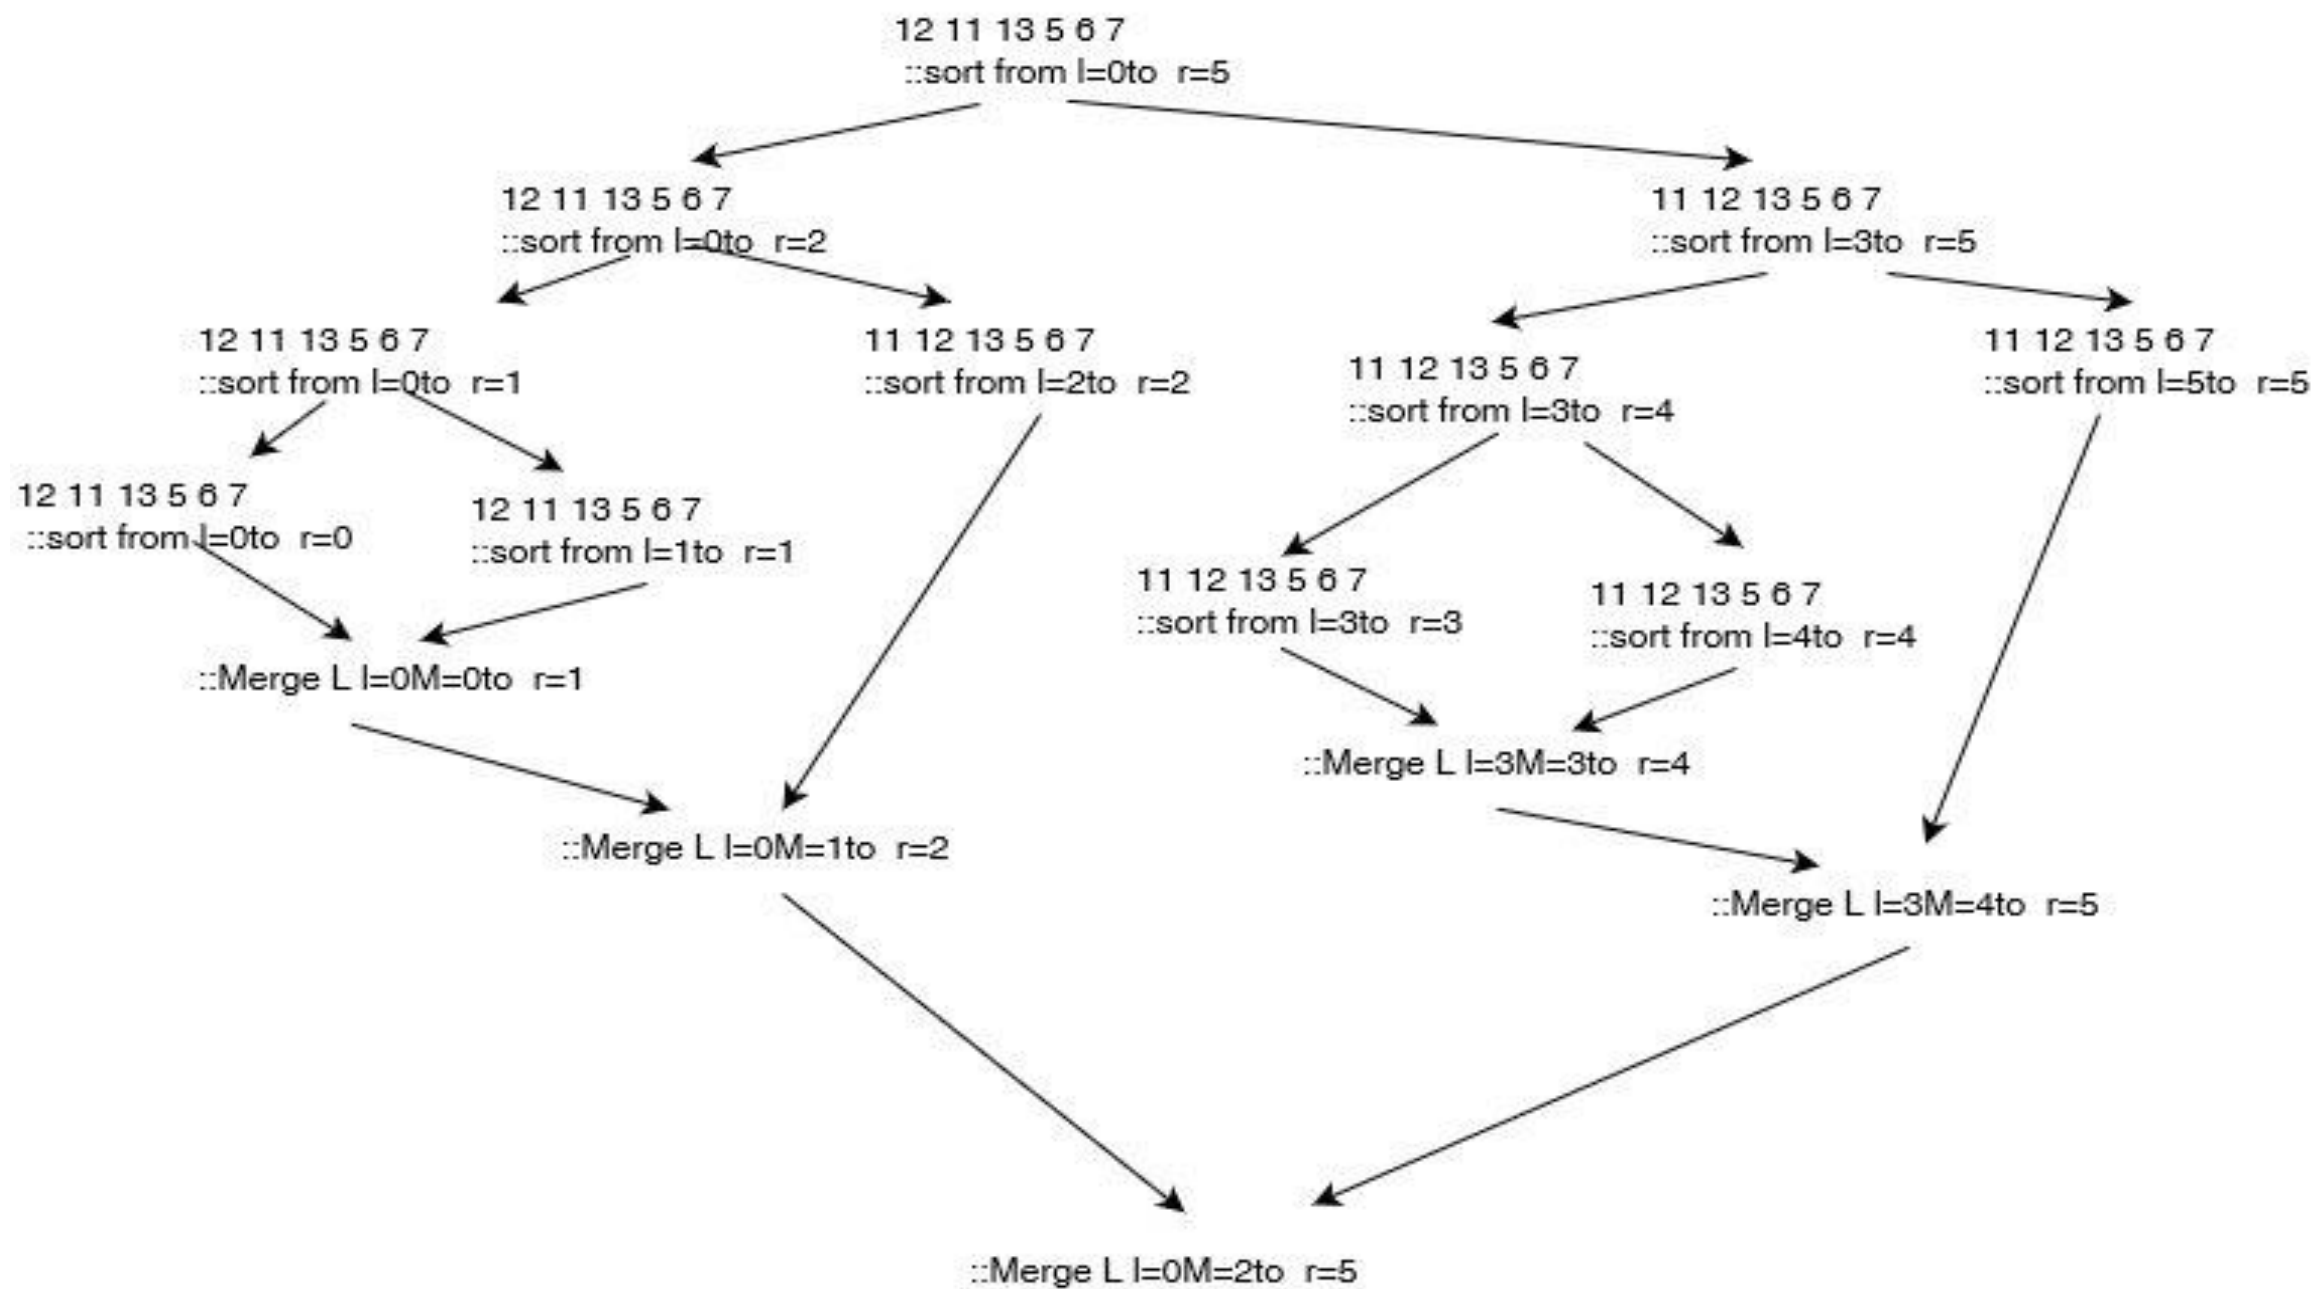 12 11 13 5 6 7
::sort from l=0to r=5
12 11 13 5 6 7
::sort from l=0to r=2
11 12 13 5 6 7
::sort from l=3to r=5
12 11 13 5 6 7
::sort from l=0to r=1
11 12 13 5 6 7
::sort from l=2to r=2
11 12 13 5 6 7
::sort from l=3to r=4
11 12 13 5 6 7
::sort from l=5to r=5
12 11 13 5 6 7
::sort from l=0to r=0
12 11 13 5 6 7
::sort from l=1to r=1
11 12 13 5 6 7
::sort from l=3to r=3
11 12 13 5 6 7
::sort from l=4to r=4
::Merge L l=0M=0to r=1
::Merge L l=3M=3to r=4
::Merge L l=0M=1to r=2
::Merge L l=3M=4to r=5
::Merge L l=0M=2to r=5